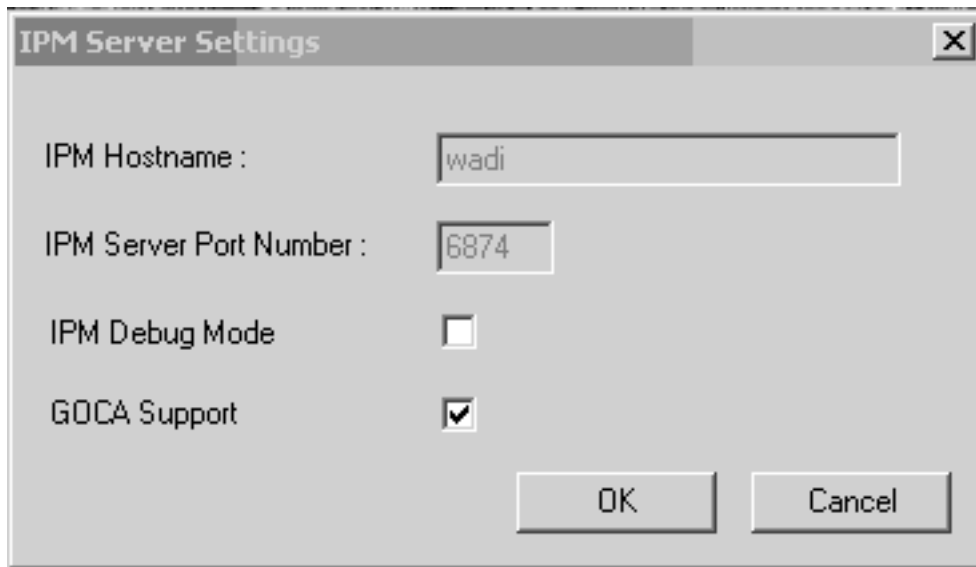 IPM Server Settings
IPM Hostname : wadi
IPM Server Port Number : 6874
IPM Debug Mode
GOCA Support
OK Cancel